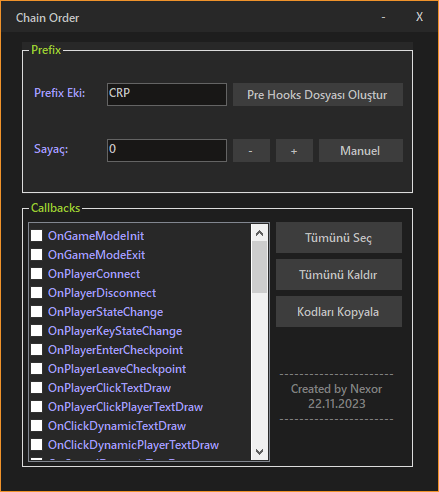 Chain Order - X
Prefix
Prefix Eki: CRP Pre Hooks Dosyası Oluştur
Sayaç: 0 - + Manuel
Callbacks
OnGameModeInit
OnGameModeExit
OnPlayerConnect
OnPlayerDisconnect
OnPlayerStateChange
OnPlayerKeyStateChange
OnPlayerEnterCheckpoint
OnPlayerLeaveCheckpoint
OnPlayerClickTextDraw
OnPlayerClickPlayerTextDraw
OnClickDynamicTextDraw
OnClickDynamicPlayerTextDraw
Tümünü Seç
Tümünü Kaldır
Kodları Kopyala
Created by Nexor
22.11.2023